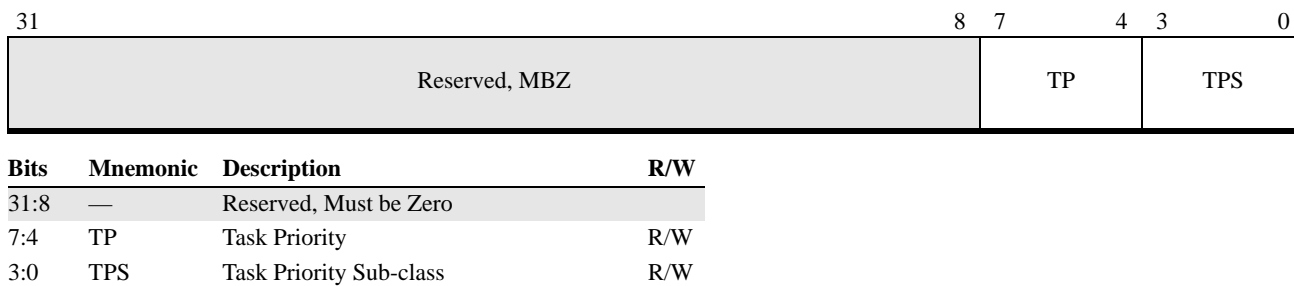 31 8 7 4 3 0
Reserved, MBZ TP TPS
Bits Mnemonic Description R/W
31:8 — Reserved, Must be Zero
7:4 TP Task Priority R/W
3:0 TPS Task Priority Sub-class R/W